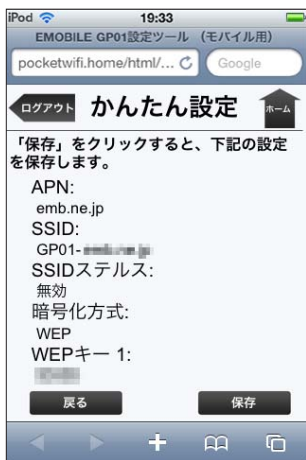 iPod
19:33
EMOBILE GP01設定ツール （モバイル用）
pocketwifi.home/html/...
Google
ログアウト
かんたん設定
ホーム
「保存」をクリックすると、下記の設定
を保存します。
APN:
emb.ne.jp
SSID:
GP01-
SSIDステルス:
無効
暗号化方式:
WEP
WEPキー 1:
戻る
保存